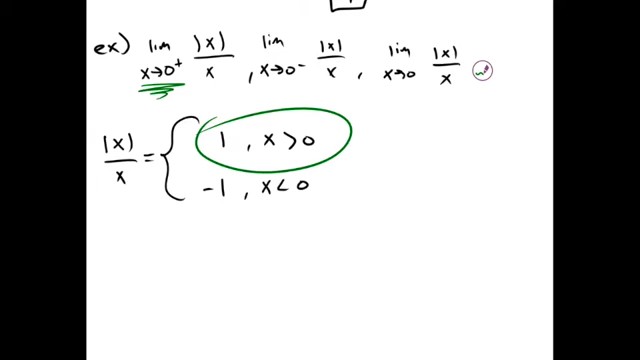 ex) lim x→0⁺ |x|/x , lim x→0⁻ |x|/x , lim x→0 |x|/x
|x|/x = { 1 , x > 0
-1 , x < 0